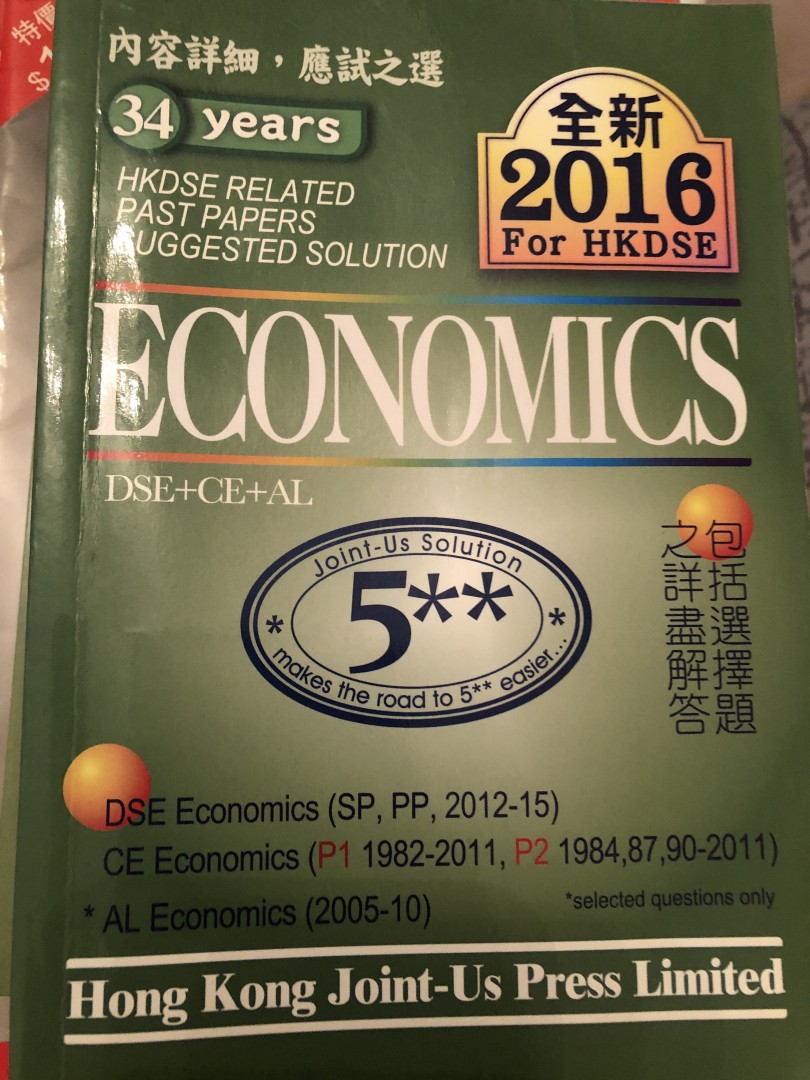 特價
$
內容詳細，應試之選
34 years
HKDSE RELATED
PAST PAPERS
SUGGESTED SOLUTION
全新
2016
For HKDSE
ECONOMICS
DSE+CE+AL
Joint-Us Solution
* 5** *
makes the road to 5** easier...
包括選擇題
之詳盡解答
DSE Economics (SP, PP, 2012-15)
CE Economics (P1 1982-2011, P2 1984,87,90-2011)
* AL Economics (2005-10)
*selected questions only
Hong Kong Joint-Us Press Limited